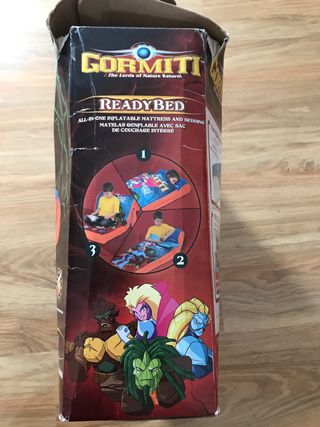 GORMITI
The Lords of Nature Return!
READYBED
ALL-IN-ONE INFLATABLE MATTRESS AND BEDDING
MATELAS GONFLABLE AVEC SAC
DE COUCHAGE INTÉGRÉ
1
3
2